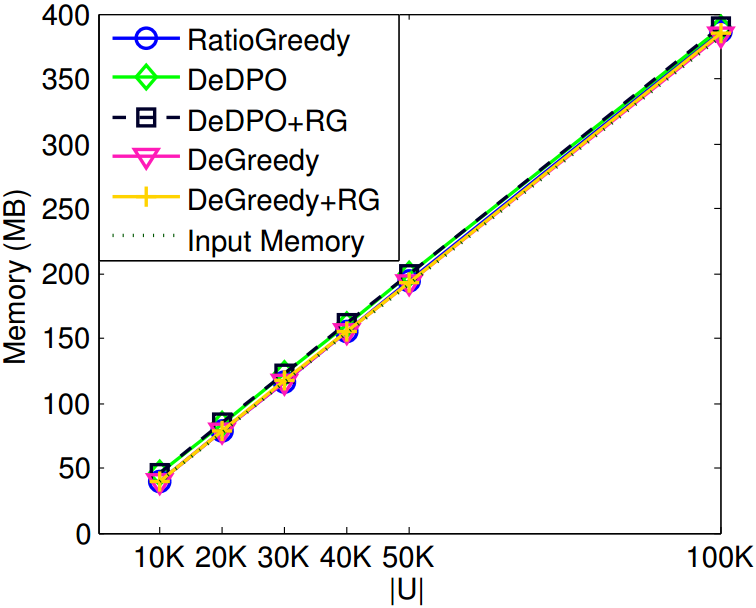 400
350
300
250
200
150
100
50
0
Memory (MB)
RatioGreedy
DeDPO
DeDPO+RG
DeGreedy
DeGreedy+RG
Input Memory
10K 20K 30K 40K 50K 100K
|U|